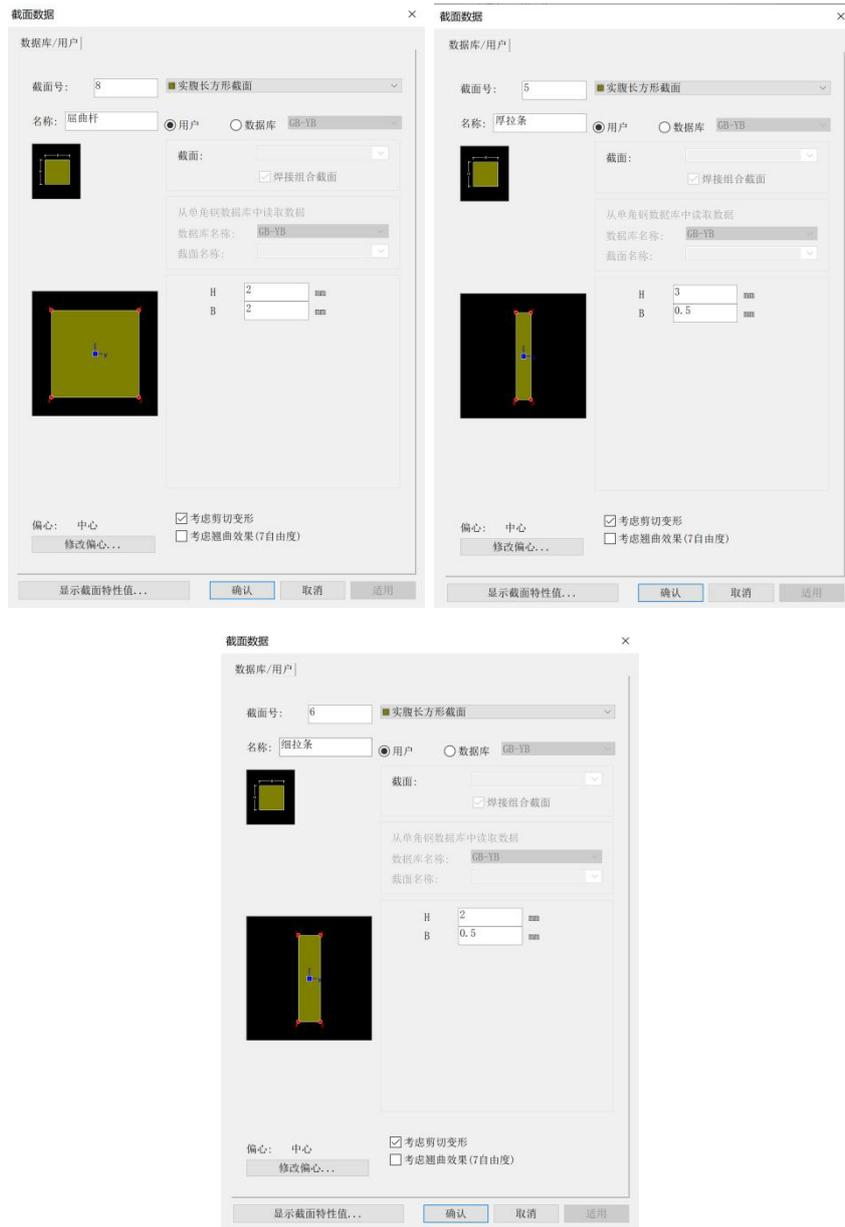 截面数据
数据库/用户
截面号: 8 实腹长方形截面
名称: 屈曲杆 用户 数据库 GB-YB
截面:
焊接组合截面
从单角钢数据库中读取数据
数据库名称: GB-YB
截面名称:
H 2 mm
B 2 mm
偏心: 中心
修改偏心...
考虑剪切变形
考虑翘曲效果(7自由度)
显示截面特性值... 确认 取消 适用
截面数据
数据库/用户
截面号: 5 实腹长方形截面
名称: 厚拉条 用户 数据库 GB-YB
截面:
焊接组合截面
从单角钢数据库中读取数据
数据库名称: GB-YB
截面名称:
H 3 mm
B 0.5 mm
偏心: 中心
修改偏心...
考虑剪切变形
考虑翘曲效果(7自由度)
显示截面特性值... 确认 取消 适用
截面数据
数据库/用户
截面号: 6 实腹长方形截面
名称: 细拉条 用户 数据库 GB-YB
截面:
焊接组合截面
从单角钢数据库中读取数据
数据库名称: GB-YB
截面名称:
H 2 mm
B 0.5 mm
偏心: 中心
修改偏心...
考虑剪切变形
考虑翘曲效果(7自由度)
显示截面特性值... 确认 取消 适用